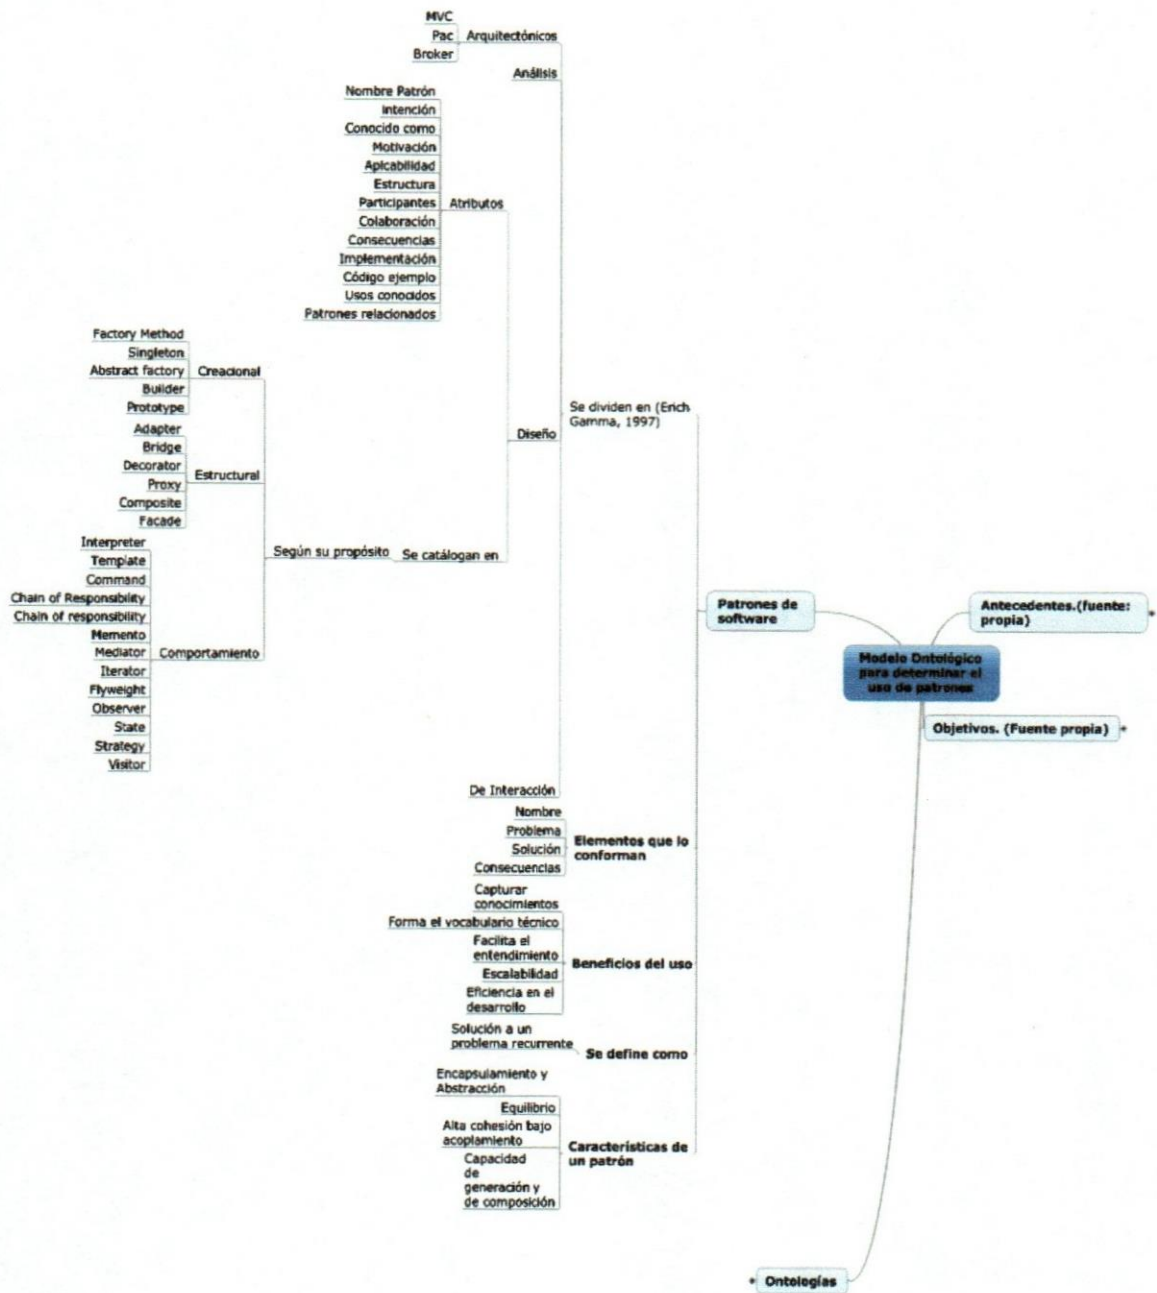 MVC
Pac
Broker
Arquitectónicos
Análisis
Nombre Patrón
intención
Conocido como
Motivación
Aplcabilidad
Estructura
Participantes
Colaboración
Consecuencias
Implementación
Código ejemplo
Usos conocidos
Patrones relacionados
Atributos
Factory Method
Singleton
Abstract factory
Builder
Prototype
Creacional
Adapter
Bridge
Decorator
Proxy
Composite
Facade
Estructural
Interpreter
Template
Command
Chain of Responsibility
Chain of responsibility
Memento
Mediator
Iterator
Flyweight
Observer
State
Strategy
Visitor
Comportamiento
Según su propósito
Se catálogan en
Diseño
Se dividen en (Erich
Gamma, 1997)
De Interacción
Nombre
Problema
Solución
Consecuencias
Elementos que lo
conforman
Capturar
conocimientos
Forma el vocabulario técnico
Facilita el
entendimiento
Escalabilidad
Eficiencia en el
desarrollo
Beneficios del uso
Solución a un
problema recurrente
Se define como
Encapsulamiento y
Abstracción
Equilibrio
Alta cohesión bajo
acoplamiento
Capacidad
de
generación y
de composición
Características de
un patrón
Patrones de
software
Modelo Ontológico
para determinar el
uso de patrones
Antecedentes.(fuente:
propia)
Objetivos. (Fuente propia)
Ontologías